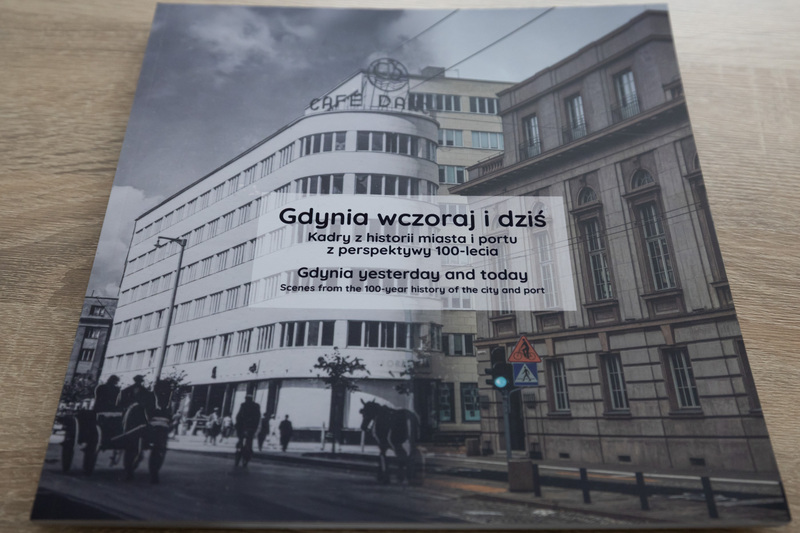 CAFÉ DA
Gdynia wczoraj i dziś
Kadry z historii miasta i portu
z perspektywy 100-lecia
Gdynia yesterday and today
Scenes from the 100-year history of the city and port